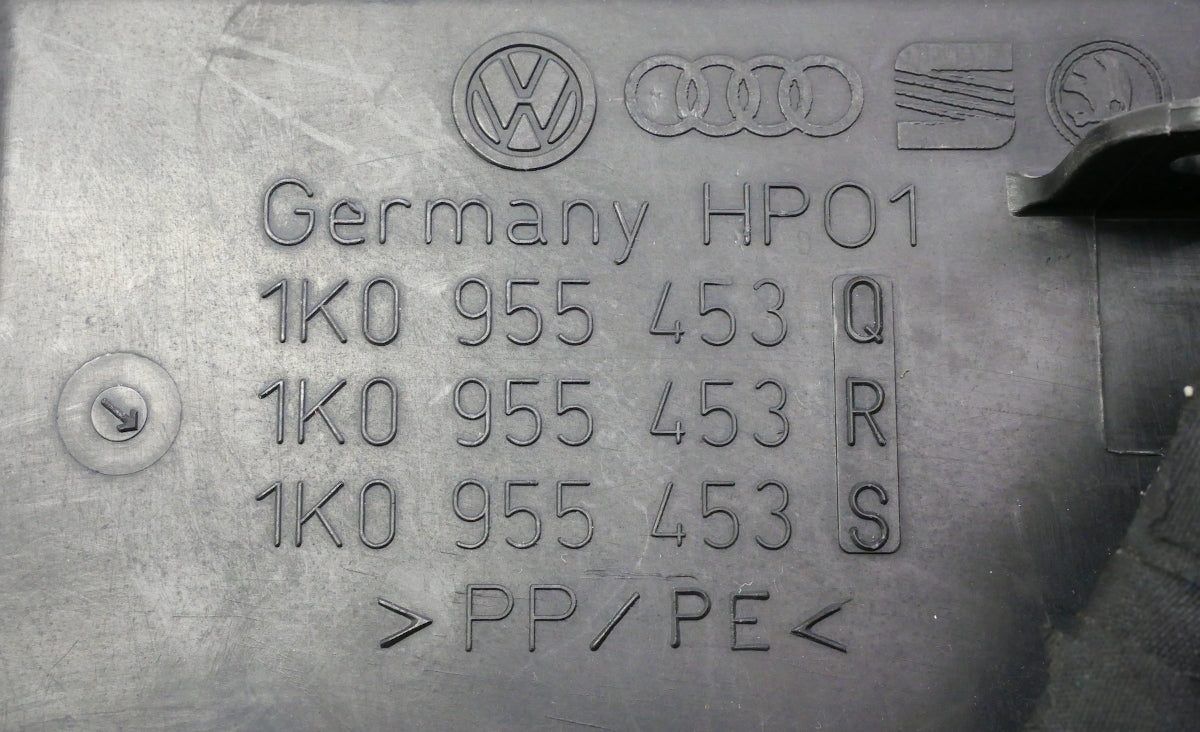 Germany HP01
1K0 955 453 Q
1K0 955 453 R
1K0 955 453 S
>PP/PE<